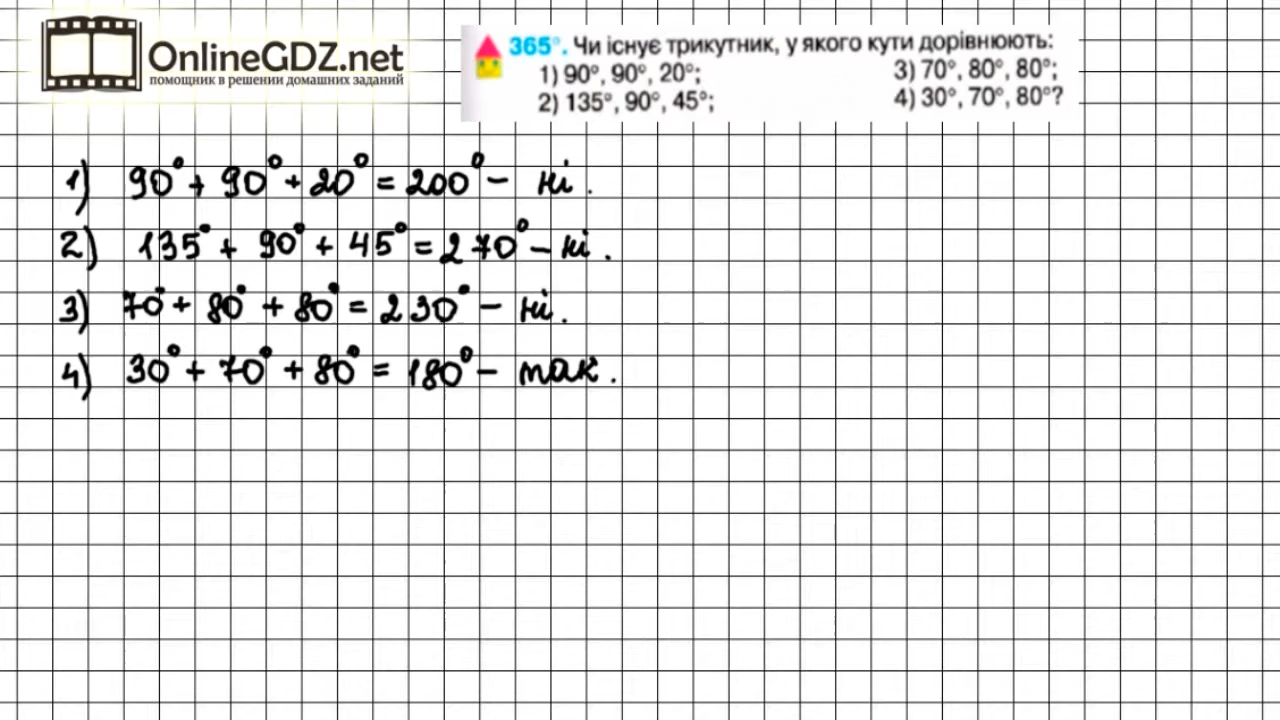 OnlineGDZ.net
помощник в решении домашних заданий
365°. Чи існує трикутник, у якого кути дорівнюють:
1) 90°, 90°, 20°;
2) 135°, 90°, 45°;
3) 70°, 80°, 80°;
4) 30°, 70°, 80°?
1) 90° + 90° + 20° = 200° – ні.
2) 135° + 90° + 45° = 270° – ні.
3) 70° + 80° + 80° = 230° – ні.
4) 30° + 70° + 80° = 180° – так.